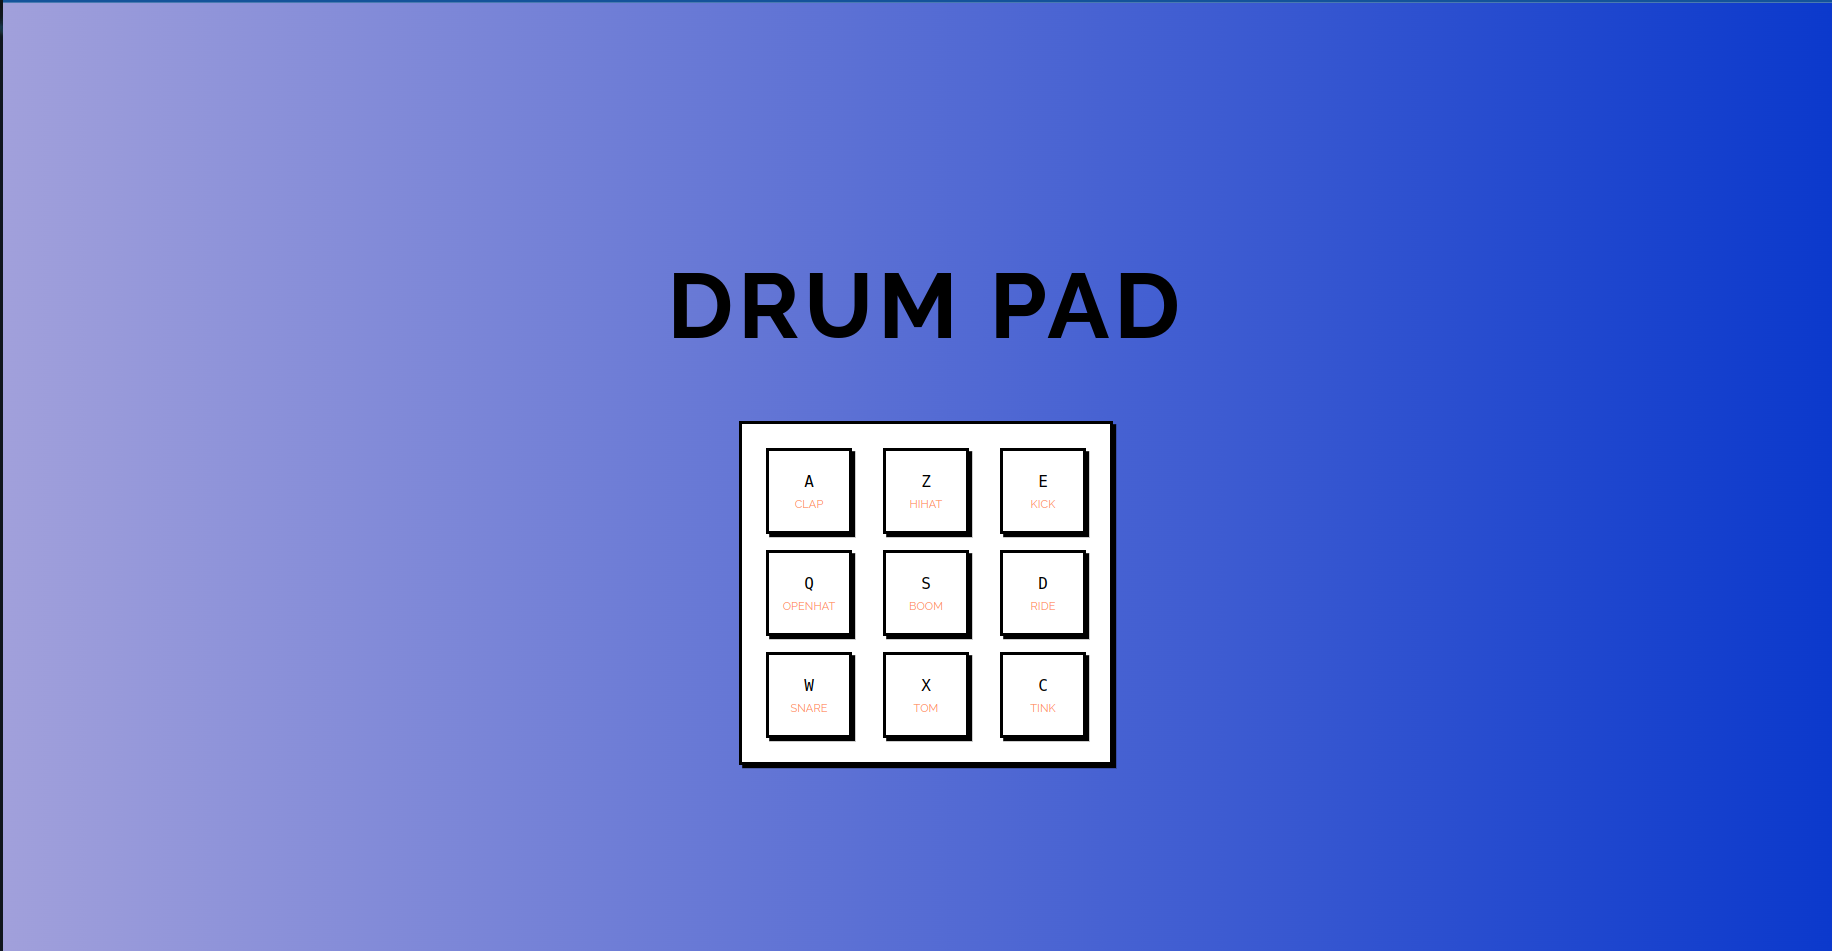 DRUM PAD
A Z E
CLAP HIHAT KICK
Q S D
OPENHAT BOOM RIDE
W X C
SNARE TOM TINK